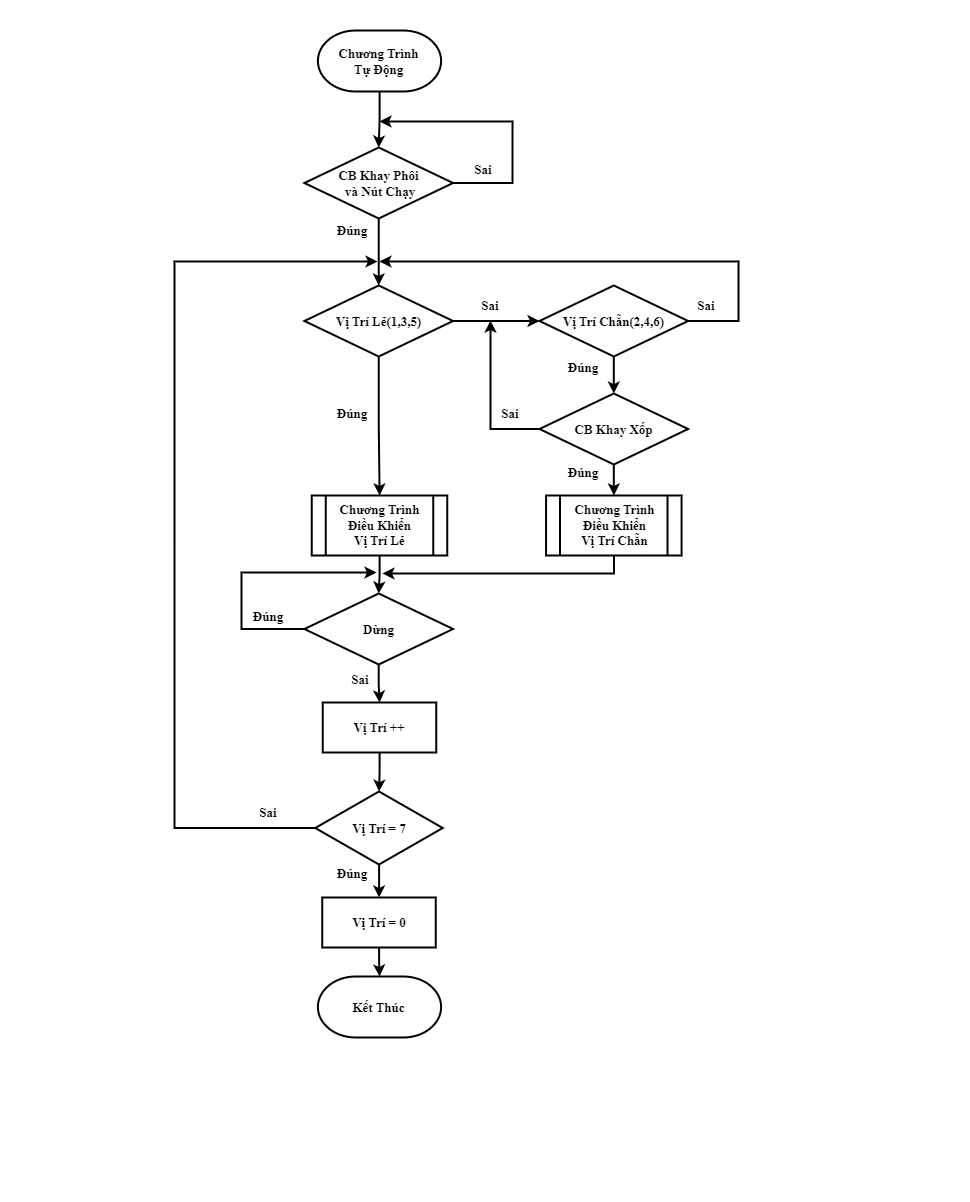 Chương Trình
Tự Động
CB Khay Phôi
và Nút Chạy
Sai
Đúng
Vị Trí Lẻ(1,3,5)
Sai
Vị Trí Chẵn(2,4,6)
Sai
Đúng
Đúng
Sai
CB Khay Xốp
Đúng
Chương Trình
Điều Khiển
Vị Trí Lẻ
Chương Trình
Điều Khiển
Vị Trí Chẵn
Đúng
Dừng
Sai
Vị Trí ++
Sai
Vị Trí = 7
Đúng
Vị Trí = 0
Kết Thúc